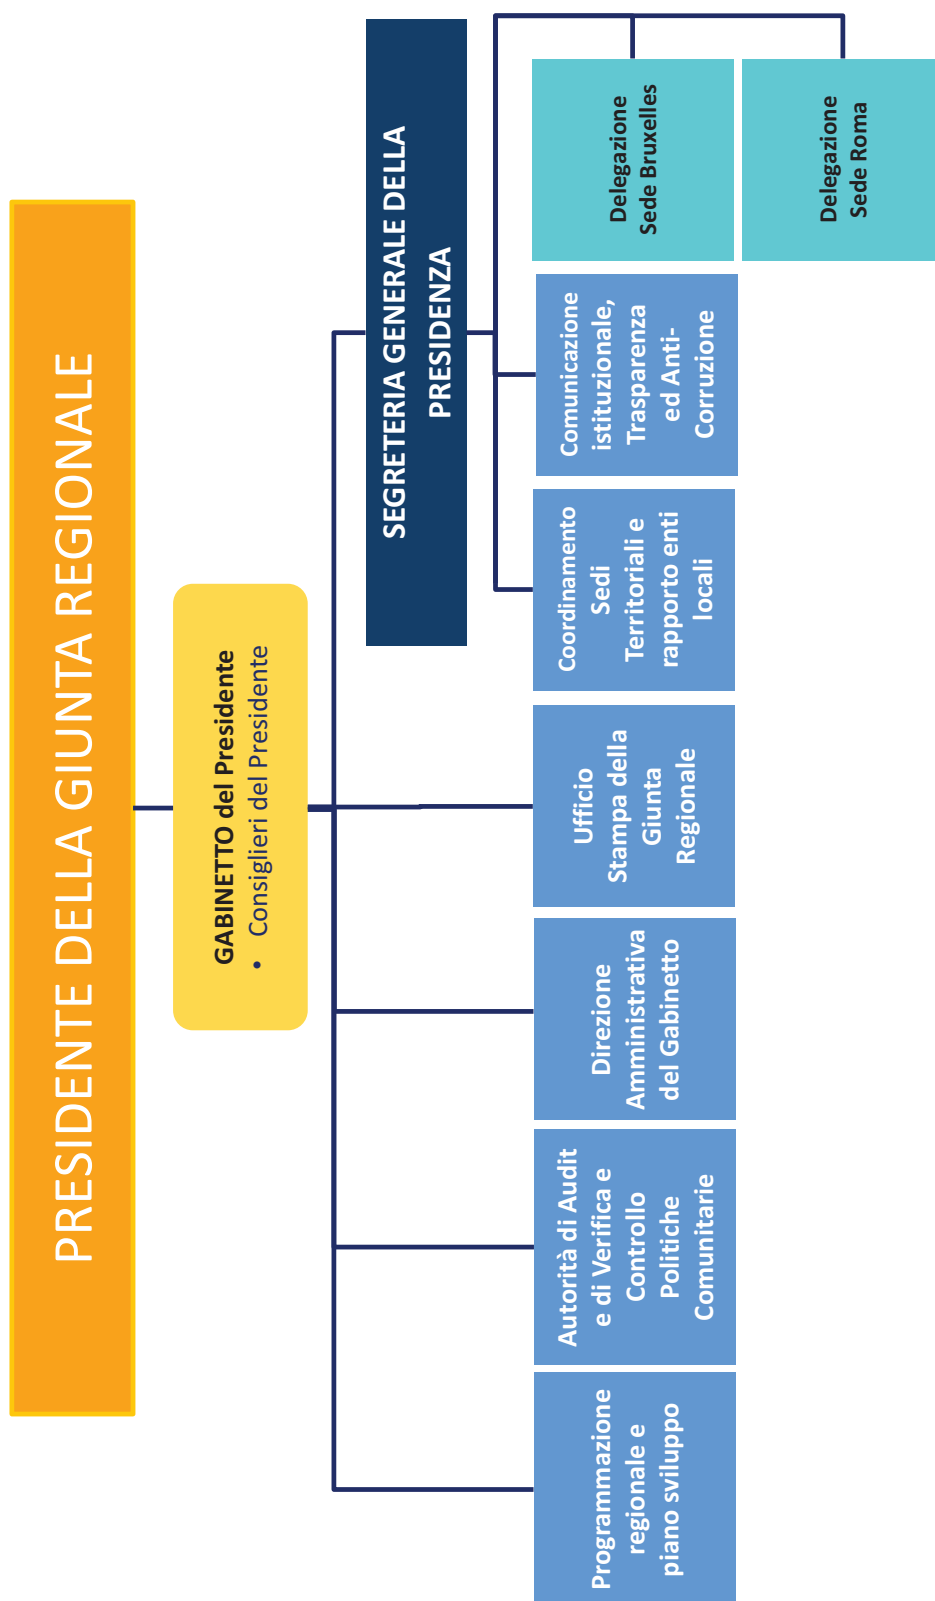 PRESIDENTE DELLA GIUNTA REGIONALE
GABINETTO del Presidente
• Consiglieri del Presidente
SEGRETERIA GENERALE DELLA
PRESIDENZA
Programmazione
regionale e
piano sviluppo
Autorità di Audit
e di Verifica e
Controllo
Politiche
Comunitarie
Direzione
Amministrativa
del Gabinetto
Ufficio
Stampa della
Giunta
Regionale
Coordinamento
Sedi
Territoriali e
rapporto enti
locali
Comunicazione
istituzionale,
Trasparenza
ed Anti-
Corruzione
Delegazione
Sede Bruxelles
Delegazione
Sede Roma